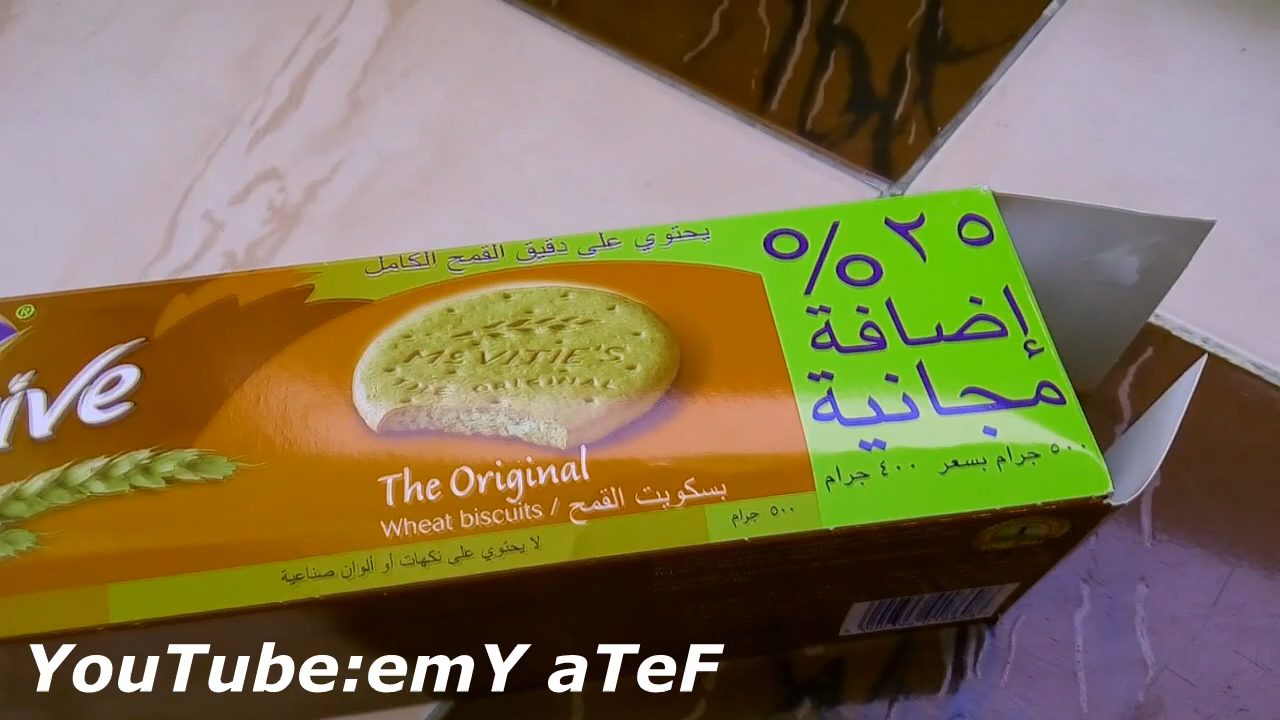 يحتوي على دقيق القمح الكامل
٢٥%
إضافة
مجانية
٥٠٠ جرام بسعر ٤٠٠ جرام
®
ive
McVITIE'S
THE ORIGINAL
The Original
Wheat biscuits / بسكويت القمح
٥٠٠ جرام
لا يحتوي على نكهات أو ألوان صناعية
YouTube:emY aTeF